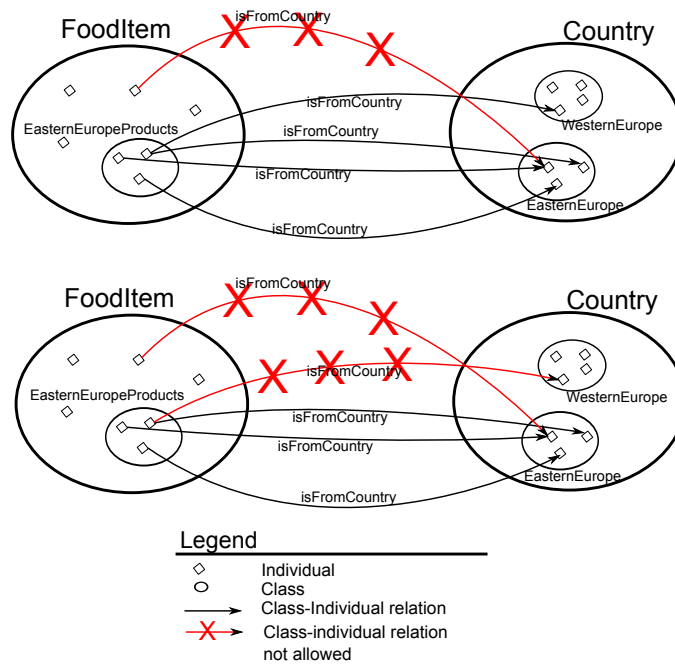 isFromCountry
FoodItem
Country
EasternEuropeProducts
isFromCountry
WesternEurope
isFromCountry
EasternEurope
isFromCountry
isFromCountry
FoodItem
Country
EasternEuropeProducts
isFromCountry
WesternEurope
isFromCountry
isFromCountry
EasternEurope
isFromCountry
Legend
Individual
Class
Class-Individual relation
Class-individual relation
not allowed